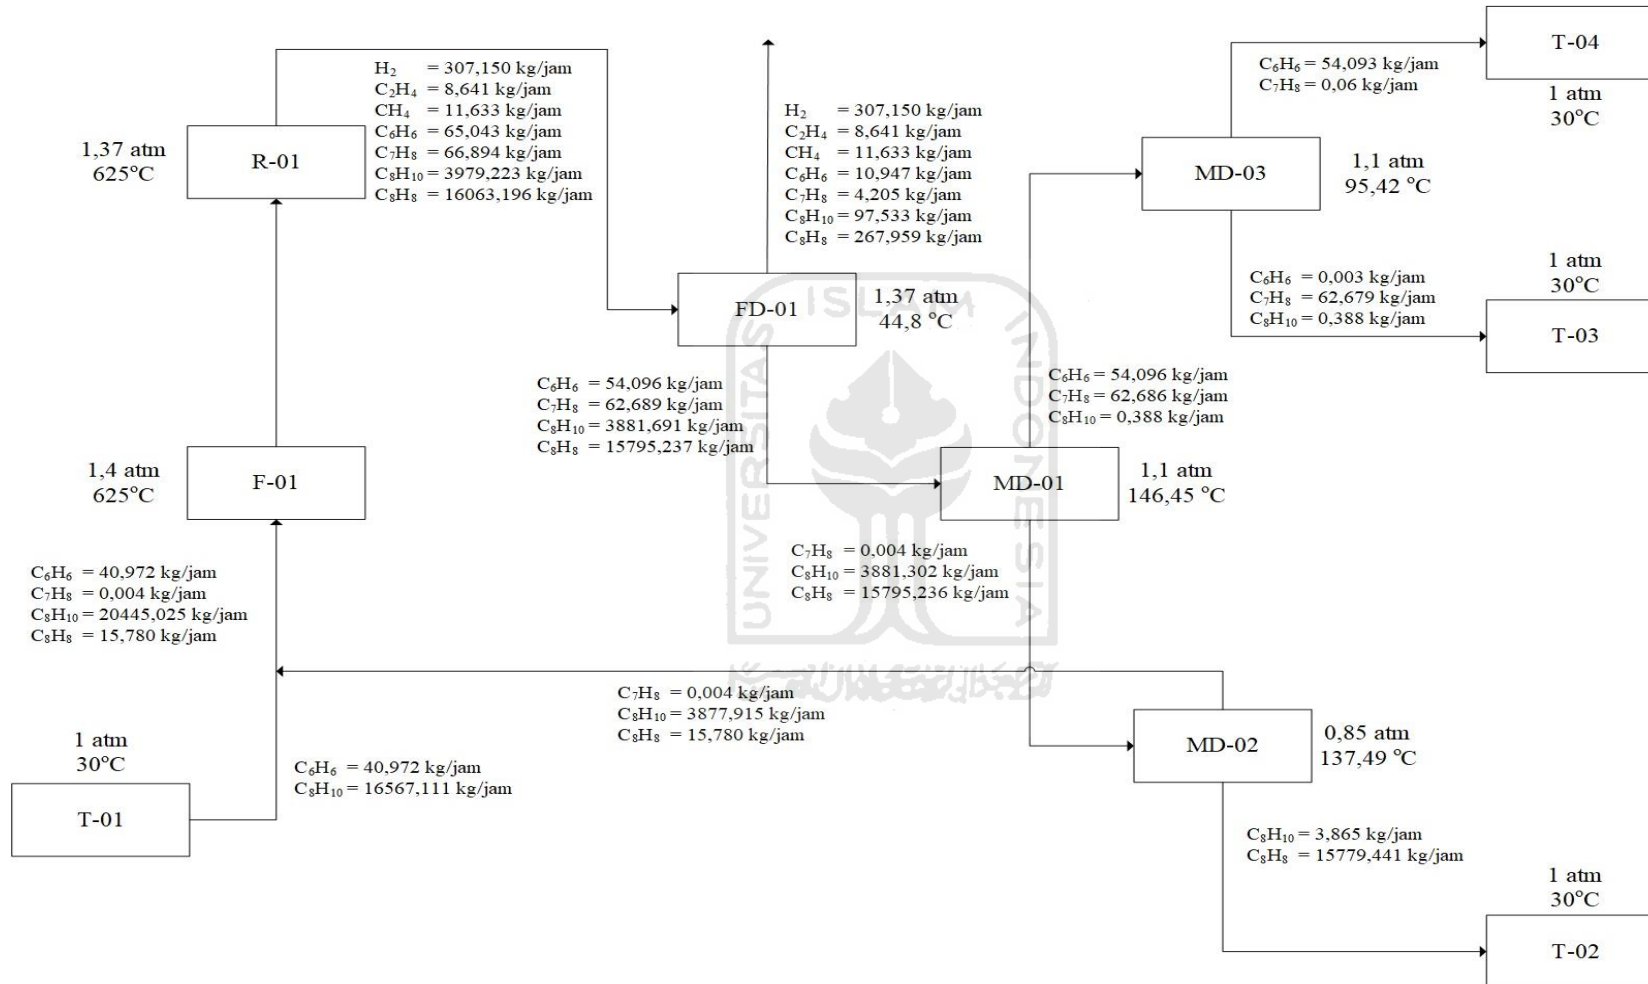 H₂ = 307,150 kg/jam
C₂H₄ = 8,641 kg/jam
CH₄ = 11,633 kg/jam
C₆H₆ = 65,043 kg/jam
C₇H₈ = 66,894 kg/jam
C₈H₁₀ = 3979,223 kg/jam
C₈H₈ = 16063,196 kg/jam
1,37 atm
625°C
R-01
H₂ = 307,150 kg/jam
C₂H₄ = 8,641 kg/jam
CH₄ = 11,633 kg/jam
C₆H₆ = 10,947 kg/jam
C₇H₈ = 4,205 kg/jam
C₈H₁₀ = 97,533 kg/jam
C₈H₈ = 267,959 kg/jam
C₆H₆ = 54,093 kg/jam
C₇H₈ = 0,06 kg/jam
T-04
1 atm
30°C
MD-03
1,1 atm
95,42 °C
C₆H₆ = 0,003 kg/jam
C₇H₈ = 62,679 kg/jam
C₈H₁₀ = 0,388 kg/jam
1 atm
30°C
T-03
FD-01
1,37 atm
44,8 °C
C₆H₆ = 54,096 kg/jam
C₇H₈ = 62,689 kg/jam
C₈H₁₀ = 3881,691 kg/jam
C₈H₈ = 15795,237 kg/jam
C₆H₆ = 54,096 kg/jam
C₇H₈ = 62,686 kg/jam
C₈H₁₀ = 0,388 kg/jam
1,4 atm
625°C
F-01
MD-01
1,1 atm
146,45 °C
C₆H₆ = 40,972 kg/jam
C₇H₈ = 0,004 kg/jam
C₈H₁₀ = 20445,025 kg/jam
C₈H₈ = 15,780 kg/jam
C₇H₈ = 0,004 kg/jam
C₈H₁₀ = 3881,302 kg/jam
C₈H₈ = 15795,236 kg/jam
C₇H₈ = 0,004 kg/jam
C₈H₁₀ = 3877,915 kg/jam
C₈H₈ = 15,780 kg/jam
MD-02
0,85 atm
137,49 °C
1 atm
30°C
T-01
C₆H₆ = 40,972 kg/jam
C₈H₁₀ = 16567,111 kg/jam
C₈H₁₀ = 3,865 kg/jam
C₈H₈ = 15779,441 kg/jam
1 atm
30°C
T-02
UNIVERSITAS
ISLAM
INDONESIA